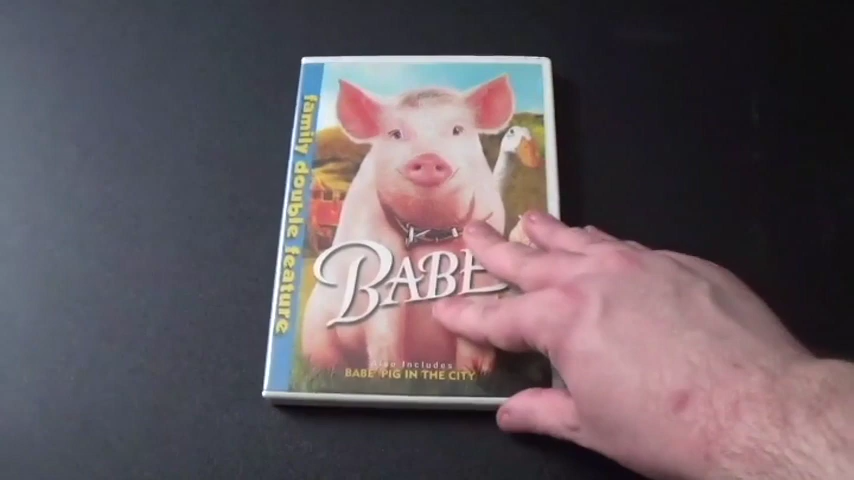 family double feature
BABE
Also Includes
BABE PIG IN THE CITY